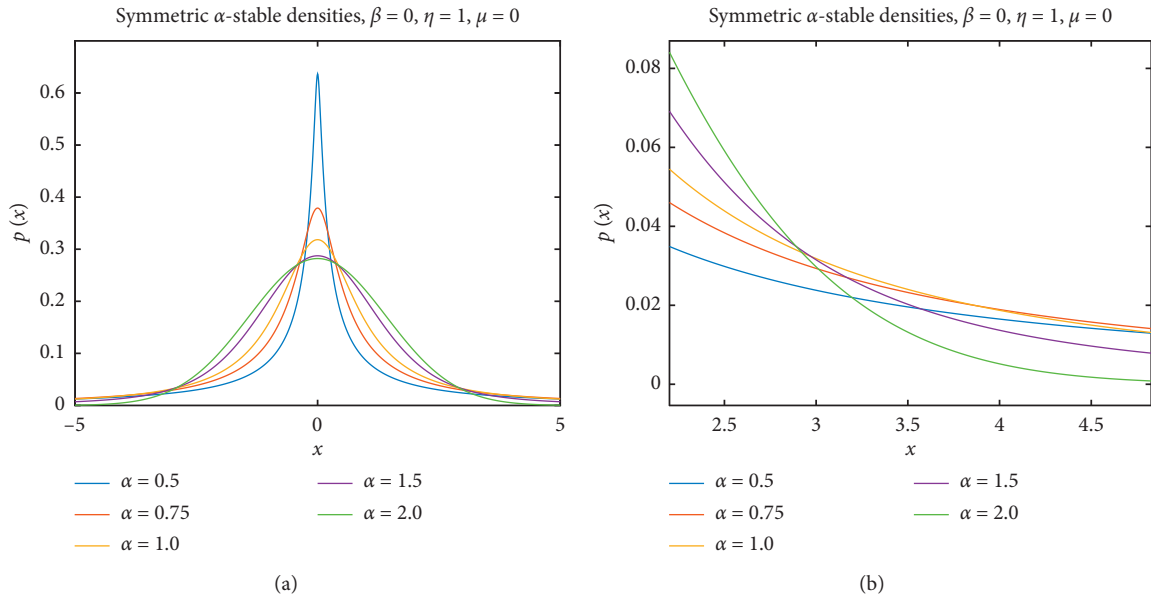 Symmetric α-stable densities, β = 0, η = 1, μ = 0
0.6
0.5
0.4
0.3
0.2
0.1
0
p (x)
−5
0
5
x
α = 0.5
α = 0.75
α = 1.0
α = 1.5
α = 2.0
(a)
Symmetric α-stable densities, β = 0, η = 1, μ = 0
0.08
0.06
0.04
0.02
0
p (x)
2.5
3
3.5
4
4.5
x
α = 0.5
α = 0.75
α = 1.0
α = 1.5
α = 2.0
(b)